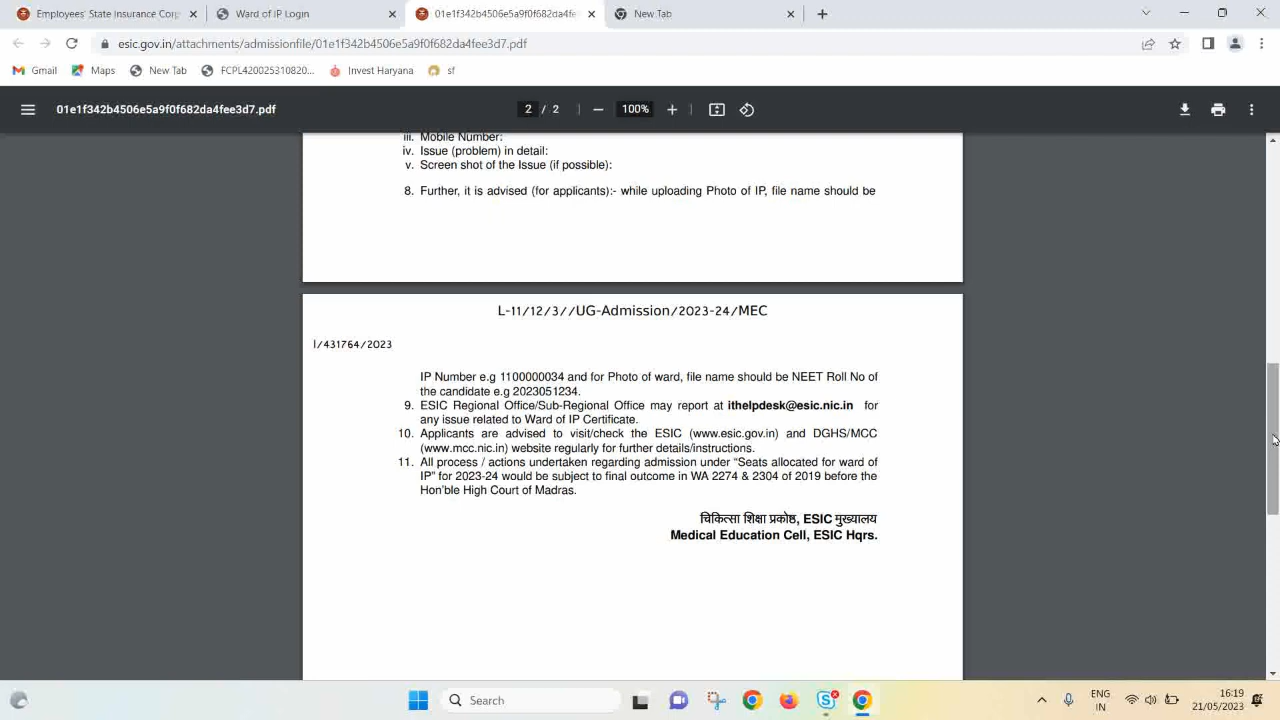 Employees' State Insurance Corp
Ward of IP Login
01e1f342b4506e5a9f0f682da4fe
New Tab
esic.gov.in/attachments/admissionfile/01e1f342b4506e5a9f0f682da4fee3d7.pdf
Gmail
Maps
New Tab
FCPL420025310820...
Invest Haryana
sf
01e1f342b4506e5a9f0f682da4fee3d7.pdf
2 / 2
100%
iii. Mobile Number:
iv. Issue (problem) in detail:
v. Screen shot of the Issue (if possible):
8. Further, it is advised (for applicants):- while uploading Photo of IP, file name should be
L-11/12/3//UG-Admission/2023-24/MEC
I/431764/2023
IP Number e.g 1100000034 and for Photo of ward, file name should be NEET Roll No of
the candidate e.g 2023051234.
9. ESIC Regional Office/Sub-Regional Office may report at ithelpdesk@esic.nic.in for
any issue related to Ward of IP Certificate.
10. Applicants are advised to visit/check the ESIC (www.esic.gov.in) and DGHS/MCC
(www.mcc.nic.in) website regularly for further details/instructions.
11. All process / actions undertaken regarding admission under “Seats allocated for ward of
IP” for 2023-24 would be subject to final outcome in WA 2274 & 2304 of 2019 before the
Hon'ble High Court of Madras.
चिकित्सा शिक्षा प्रकोष्ठ, ESIC मुख्यालय
Medical Education Cell, ESIC Hqrs.
Search
ENG
IN
16:19
21/05/2023